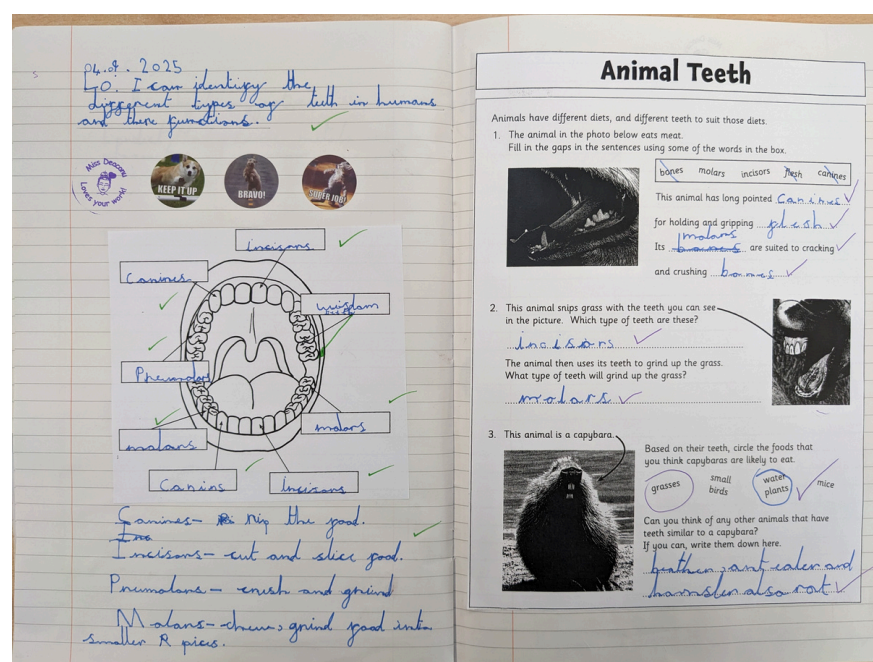 04.9.2025
L.O. I can identify the
different types of teeth in humans
and there functions.
Miss Deacon
Loves your work!
KEEP IT UP
BRAVO!
SUPER JOB!
Incisors
Canines
wisdom
Premolars
molars
molars
Canins
Incisors
Canines- rip the food.
Incisors- cut and slice food.
Premolars- crush and grind
Molars- chew, grind food into
smaller R pices.
Animal Teeth
Animals have different diets, and different teeth to suit those diets.
1. The animal in the photo below eats meat.
Fill in the gaps in the sentences using some of the words in the box.
bones molars incisors flesh canines
This animal has long pointed canines
for holding and gripping flesh
Its molars are suited to cracking
and crushing bones
2. This animal snips grass with the teeth you can see
in the picture. Which type of teeth are these?
incisors
The animal then uses its teeth to grind up the grass.
What type of teeth will grind up the grass?
molars
3. This animal is a capybara.
Based on their teeth, circle the foods that
you think capybaras are likely to eat.
grasses small birds water plants mice
Can you think of any other animals that have
teeth similar to a capybara?
If you can, write them down here.
ant eater and
hamster also rat